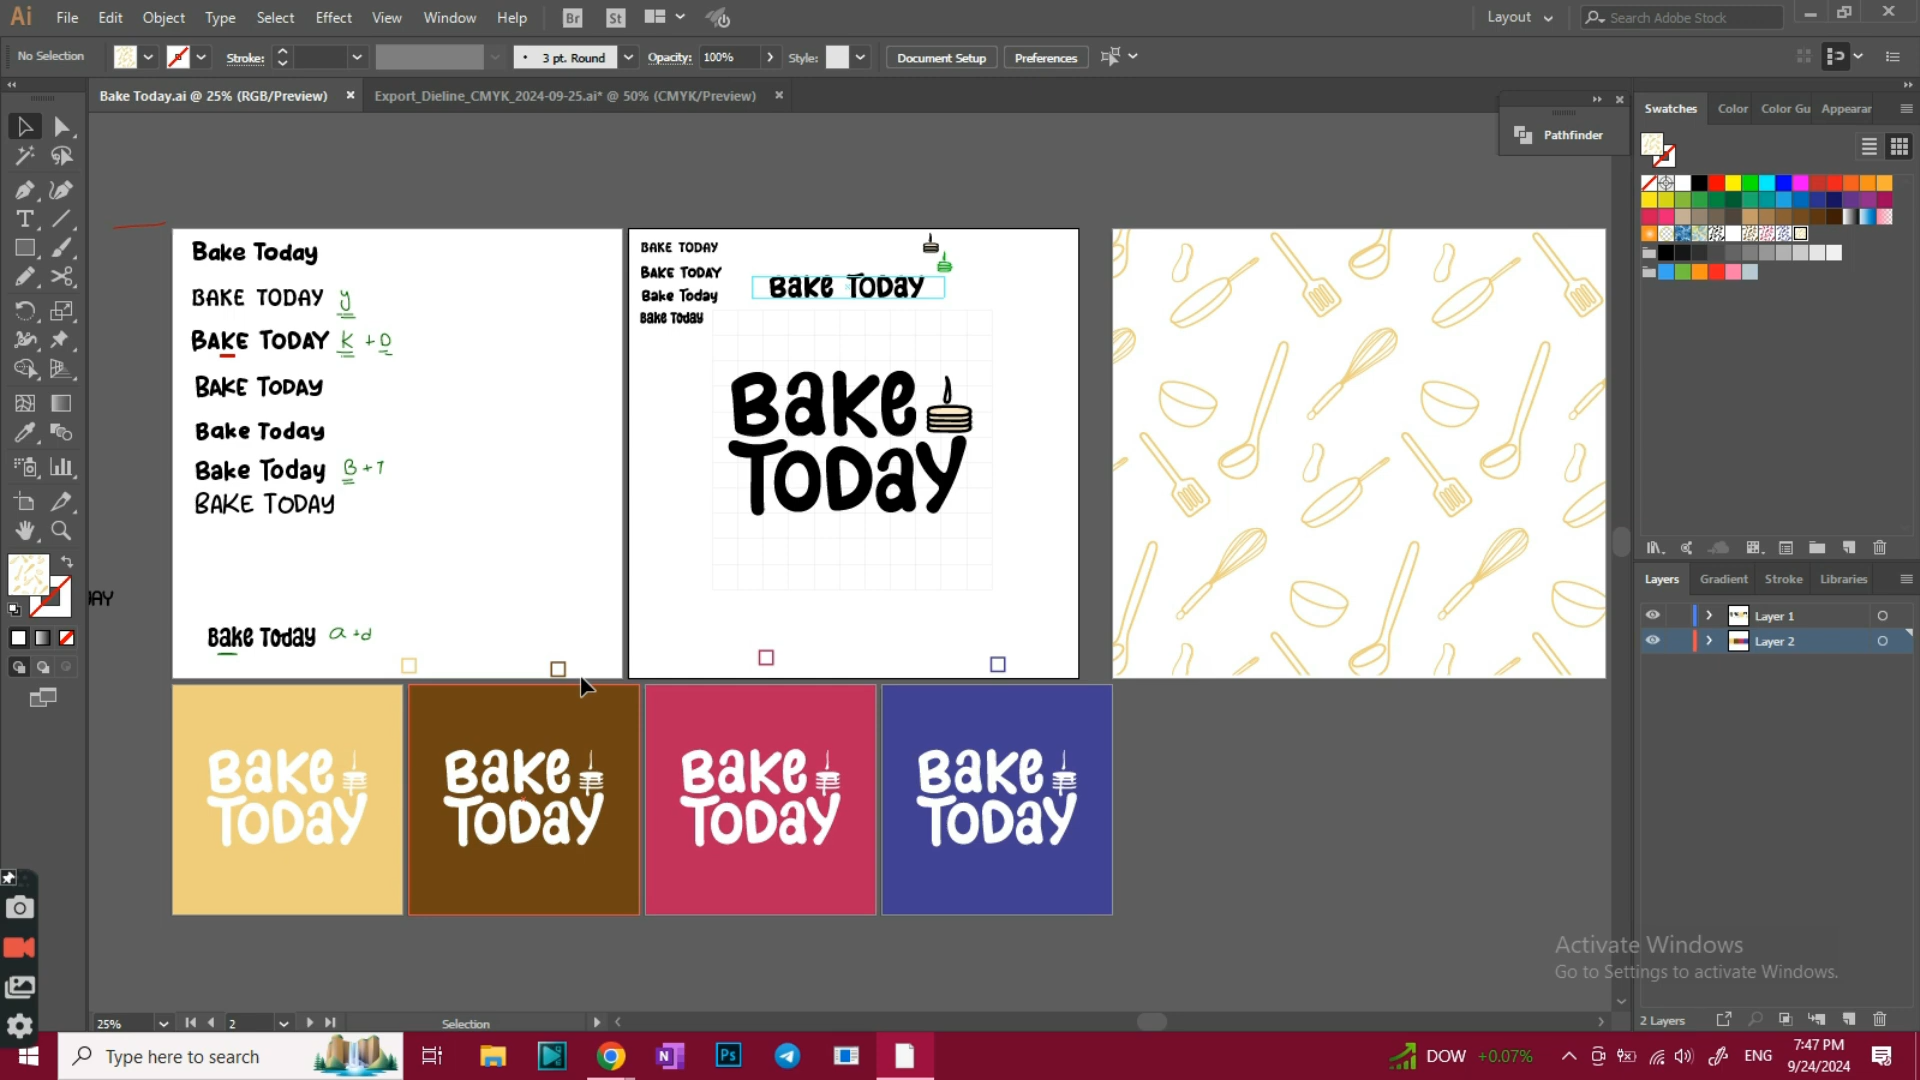 Ai File Edit Object Type Select Effect View Window Help Br St Layout Search Adobe Stock
No Selection Stroke: 3 pt. Round Opacity: 100% Style: Document Setup Preferences
Bake Today.ai @ 25% (RGB/Preview) Export_Dieline_CMYK_2024-09-25.ai* @ 50% (CMYK/Preview)
Pathfinder
Swatches Color Color Gu Appearar
Bake Today
BAKE TODAY y
BAKE TODAY K + D
BAKE TODAY
Bake Today
Bake Today B + T
BAKE TODAY
Bake Today a + d
BAKE TODAY
BAKE TODAY
Bake Today
Bake Today
Bake Today
Bake
Today
DAY
Bake
Today
Bake
Today
Bake
Today
Bake
Today
Layers Gradient Stroke Libraries
Layer 1
Layer 2
2 Layers
Activate Windows
Go to Settings to activate Windows.
25% 2 Selection
Type here to search
N Ps
DOW +0.07%
ENG
7:47 PM
9/24/2024